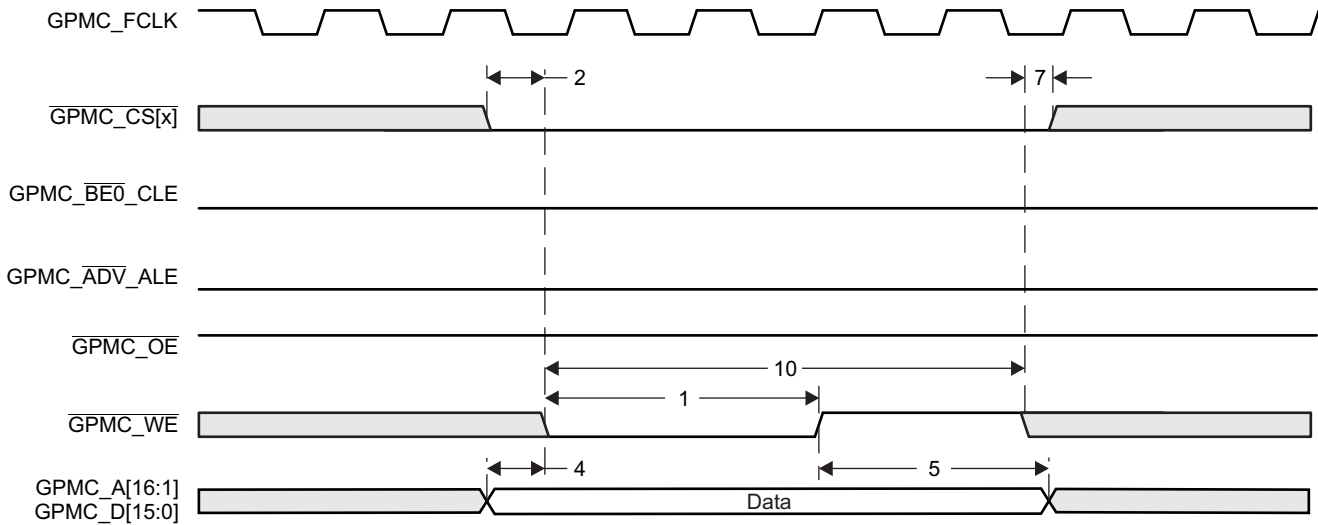 GPMC_FCLK
2
7
GPMC_CS[x]
GPMC_BE0_CLE
GPMC_ADV_ALE
GPMC_OE
10
1
GPMC_WE
4
5
GPMC_A[16:1]
GPMC_D[15:0]
Data